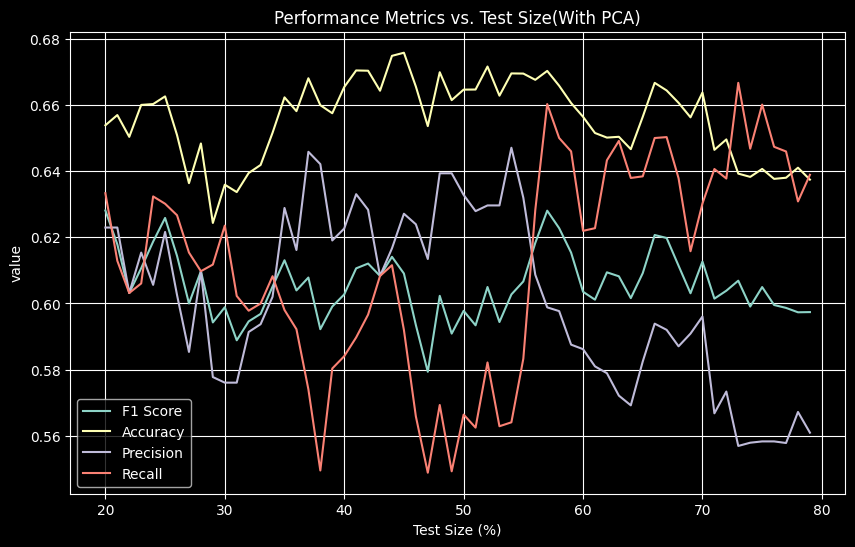 Performance Metrics vs. Test Size(With PCA)
0.68
0.66
0.64
0.62
0.60
0.58
0.56
value
F1 Score
Accuracy
Precision
Recall
20 30 40 50 60 70 80
Test Size (%)